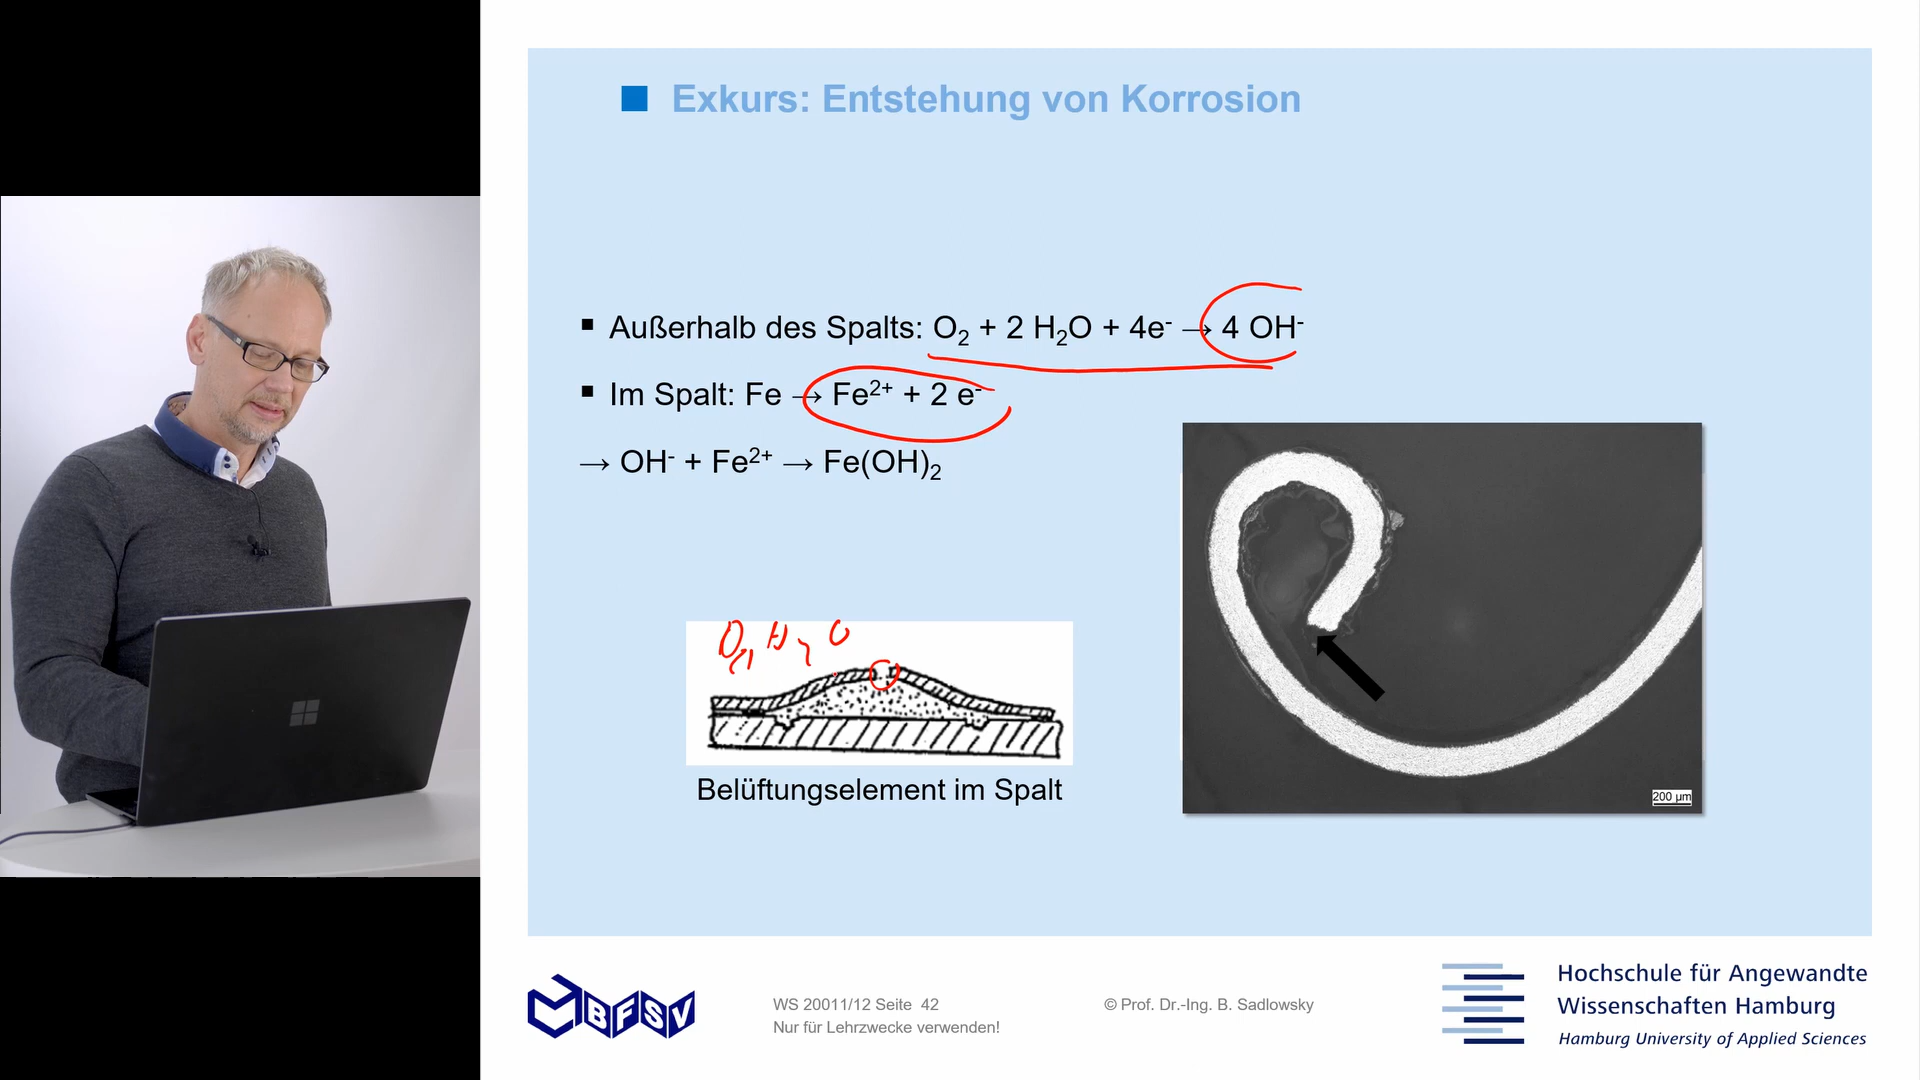 Exkurs: Entstehung von Korrosion
Außerhalb des Spalts: O₂ + 2 H₂O + 4e⁻ → 4 OH⁻
Im Spalt: Fe → Fe²⁺ + 2 e⁻
→ OH⁻ + Fe²⁺ → Fe(OH)₂
O₂, H₂O
Belüftungselement im Spalt
200 µm
BFSV
WS 20011/12 Seite 42
Nur für Lehrzwecke verwenden!
© Prof. Dr.-Ing. B. Sadlowsky
Hochschule für Angewandte
Wissenschaften Hamburg
Hamburg University of Applied Sciences